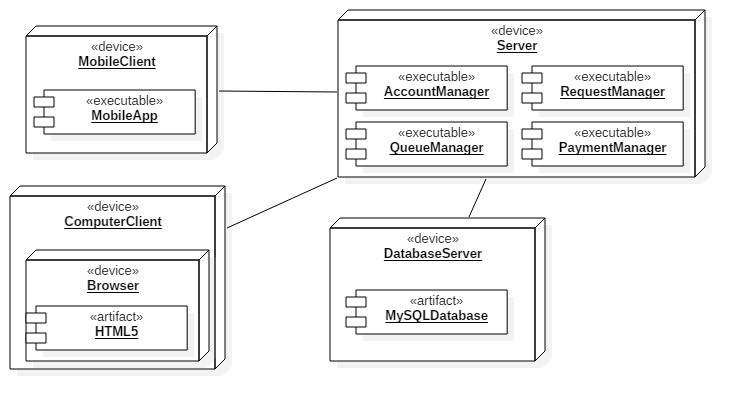 «device»
MobileClient
«executable»
MobileApp
«device»
Server
«executable»
AccountManager
«executable»
RequestManager
«executable»
QueueManager
«executable»
PaymentManager
«device»
ComputerClient
«device»
Browser
«artifact»
HTML5
«device»
DatabaseServer
«artifact»
MySQLDatabase